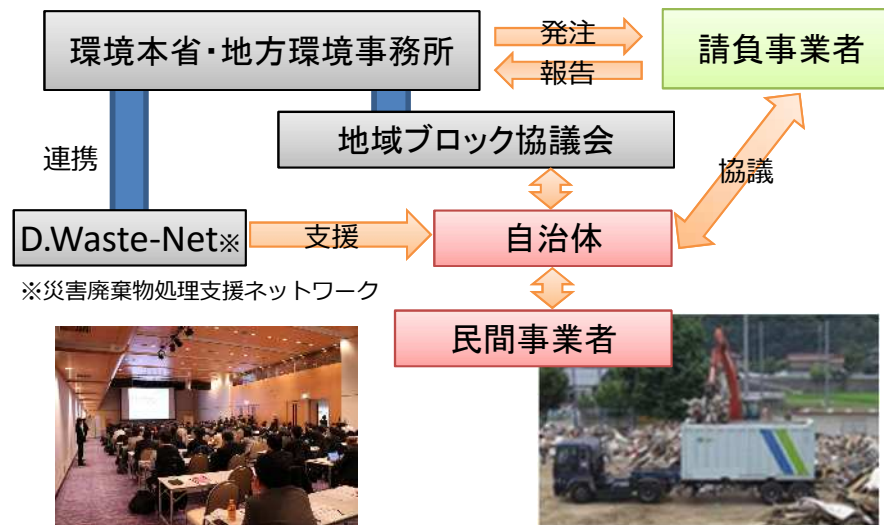 環境本省・地方環境事務所
発注
報告
請負事業者
地域ブロック協議会
連携
協議
D.Waste-Net※
支援
自治体
※災害廃棄物処理支援ネットワーク
民間事業者